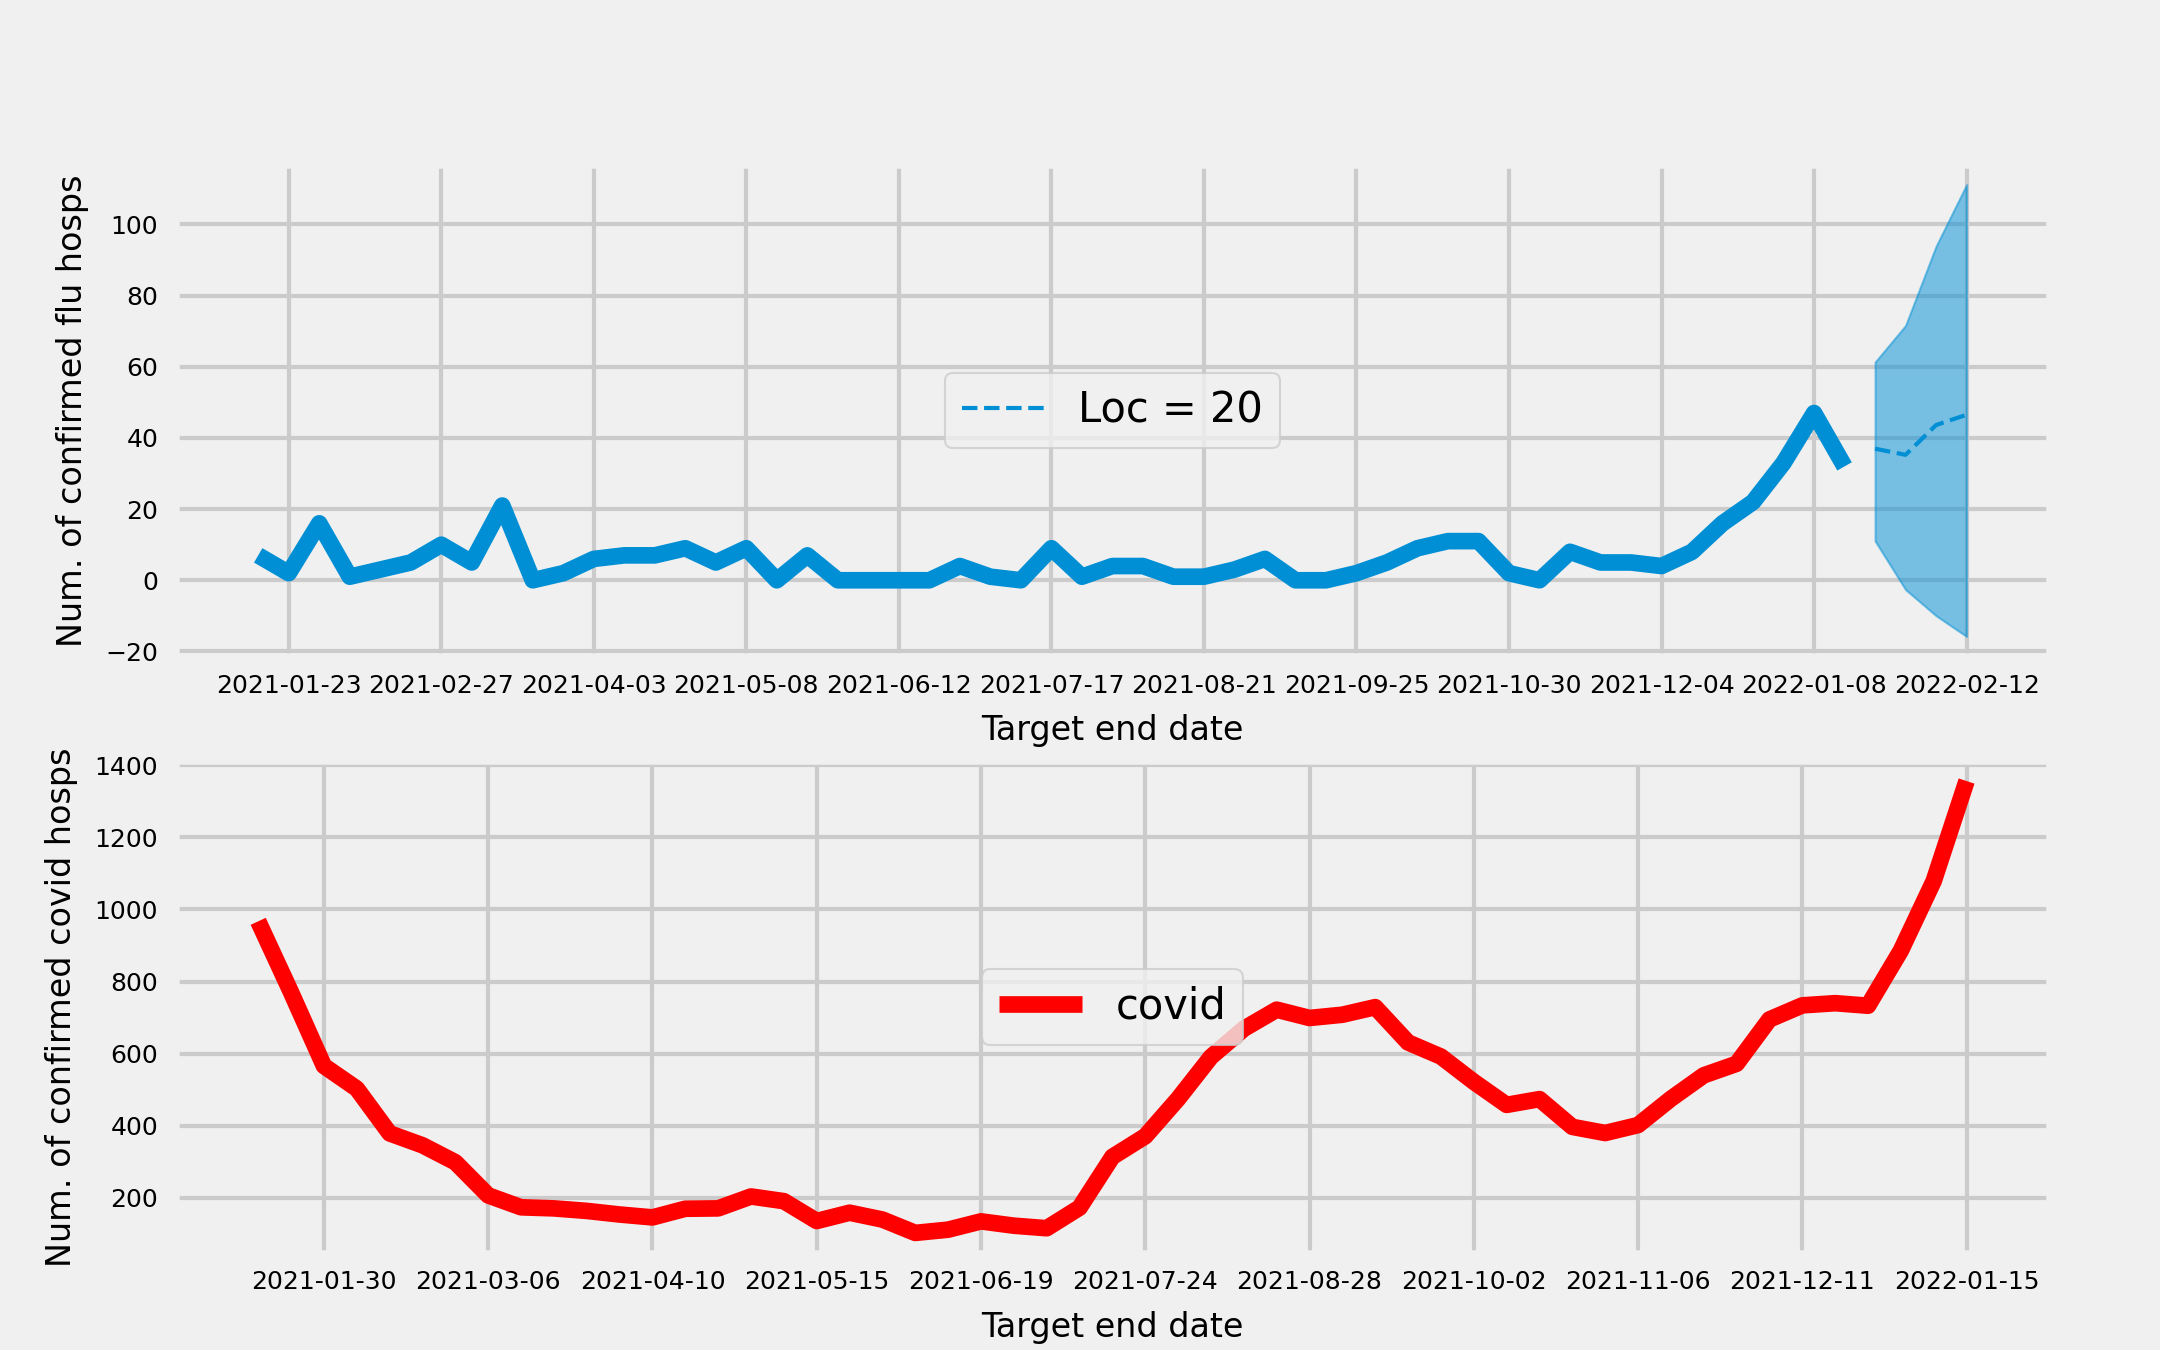 Num. of confirmed flu hosps
100
80
60
40
20
0
−20
Loc = 20
2021-01-23 2021-02-27 2021-04-03 2021-05-08 2021-06-12 2021-07-17 2021-08-21 2021-09-25 2021-10-30 2021-12-04 2022-01-08 2022-02-12
Target end date
Num. of confirmed covid hosps
1400
1200
1000
800
600
400
200
covid
2021-01-30 2021-03-06 2021-04-10 2021-05-15 2021-06-19 2021-07-24 2021-08-28 2021-10-02 2021-11-06 2021-12-11 2022-01-15
Target end date